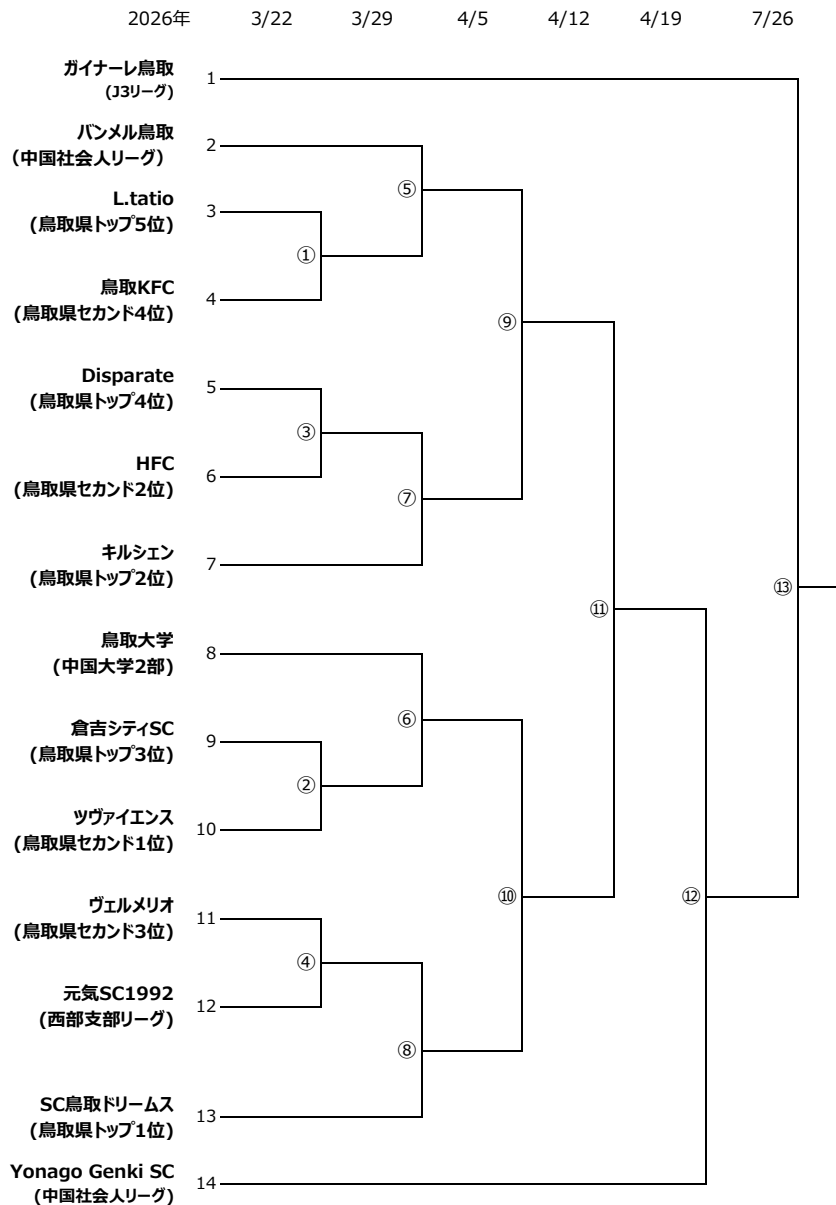 2026年 3/22 3/29 4/5 4/12 4/19 7/26
ガイナーレ鳥取
(J3リーグ)
1
バンメル鳥取
（中国社会人リーグ）
2
L.tatio
(鳥取県トップ5位)
3
⑤
①
鳥取KFC
(鳥取県セカンド4位)
4
⑨
Disparate
(鳥取県トップ4位)
5
③
HFC
(鳥取県セカンド2位)
6
⑦
キルシェン
(鳥取県トップ2位)
7
⑬
⑪
鳥取大学
(中国大学2部)
8
⑥
倉吉シティSC
(鳥取県トップ3位)
9
②
ツヴァイエンス
(鳥取県セカンド1位)
10
⑩
⑫
ヴェルメリオ
(鳥取県セカンド3位)
11
④
元気SC1992
(西部支部リーグ)
12
⑧
SC鳥取ドリームス
(鳥取県トップ1位)
13
Yonago Genki SC
(中国社会人リーグ)
14